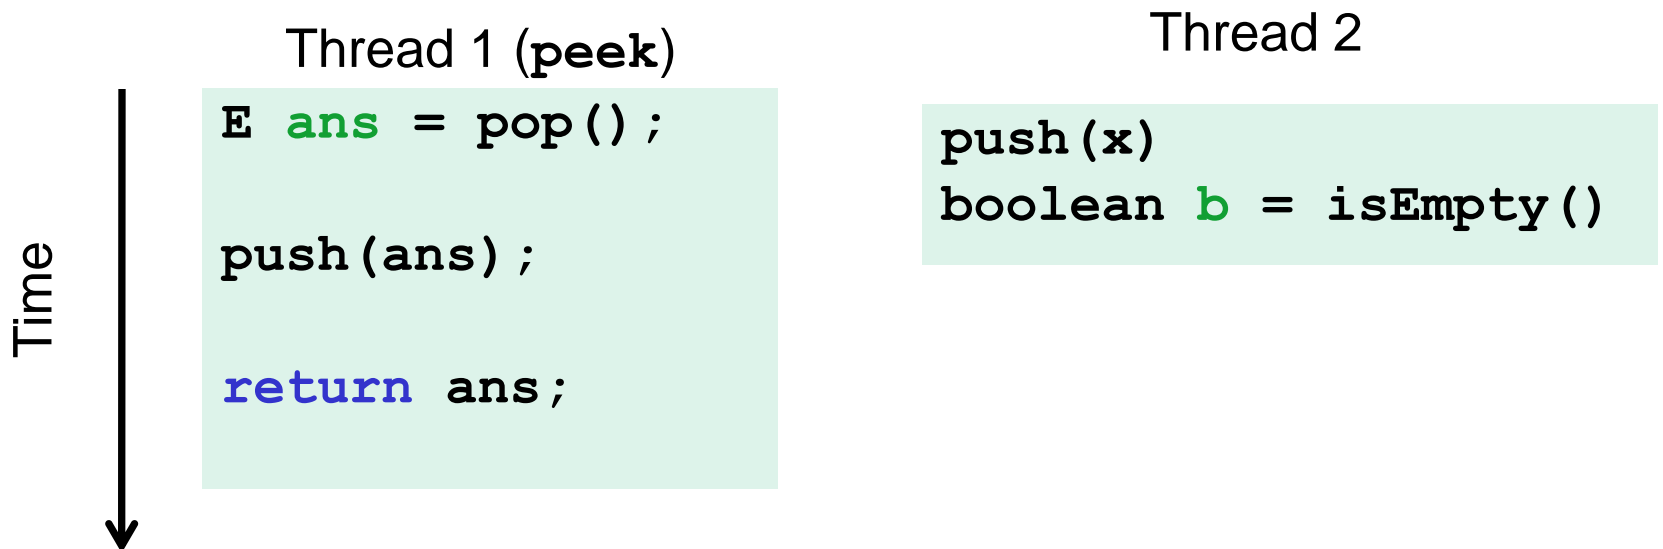 Thread 1 (peek)
E ans = pop();
push(ans);
return ans;
Thread 2
push(x)
boolean b = isEmpty()
Time